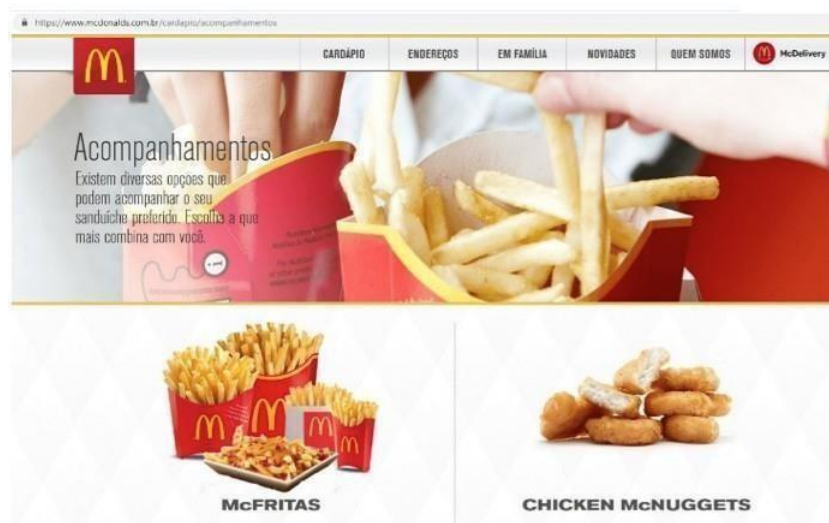 https://www.mcdonalds.com.br/cardapio/acompanhamentos
CARDÁPIO ENDEREÇOS EM FAMÍLIA NOVIDADES QUEM SOMOS McDelivery
Acompanhamentos
Existem diversas opções que
podem acompanhar o seu
sanduíche preferido. Escolha a que
mais combina com você.
McFRITAS
CHICKEN McNUGGETS